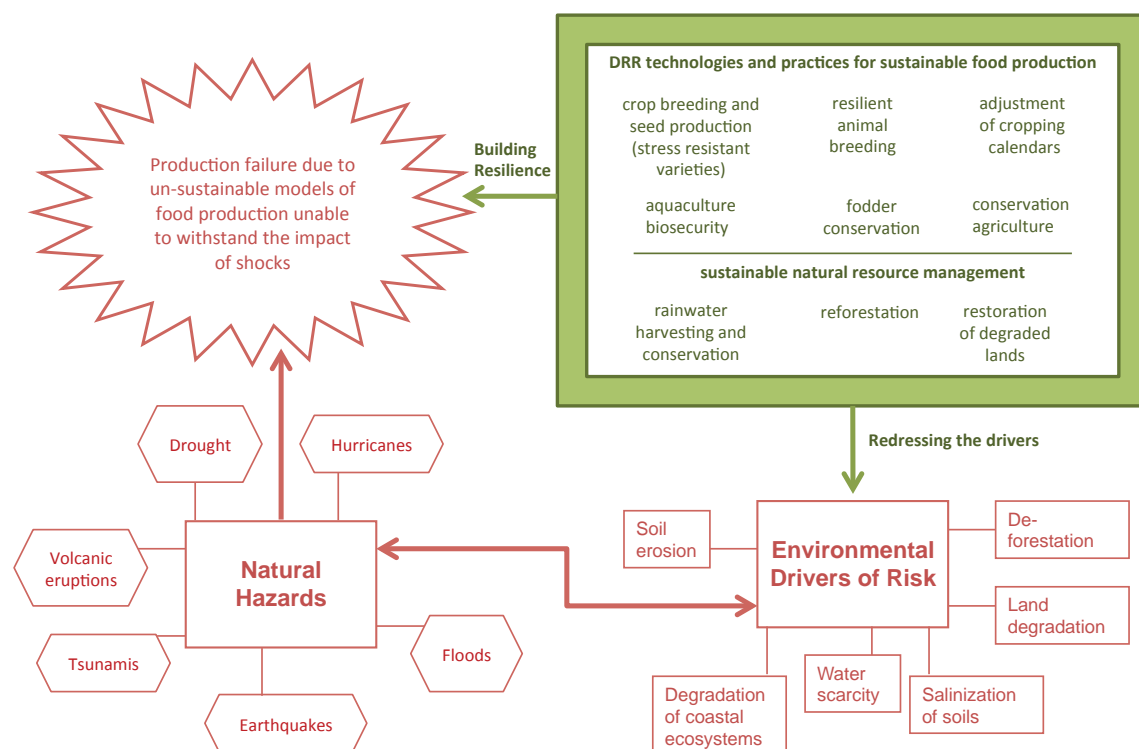 DRR technologies and practices for sustainable food production
crop breeding and
seed production
(stress resistant
varieties)
resilient
animal
breeding
adjustment
of cropping
calendars
aquaculture
biosecurity
fodder
conservation
conservation
agriculture
sustainable natural resource management
rainwater
harvesting and
conservation
reforestation
restoration
of degraded
lands
Building
Resilience
Production failure due to
un-sustainable models of
food production unable
to withstand the impact
of shocks
Redressing the drivers
Drought
Hurricanes
Volcanic
eruptions
Natural
Hazards
Tsunamis
Floods
Earthquakes
Soil
erosion
Environmental
Drivers of Risk
De-
forestation
Land
degradation
Degradation
of coastal
ecosystems
Water
scarcity
Salinization
of soils